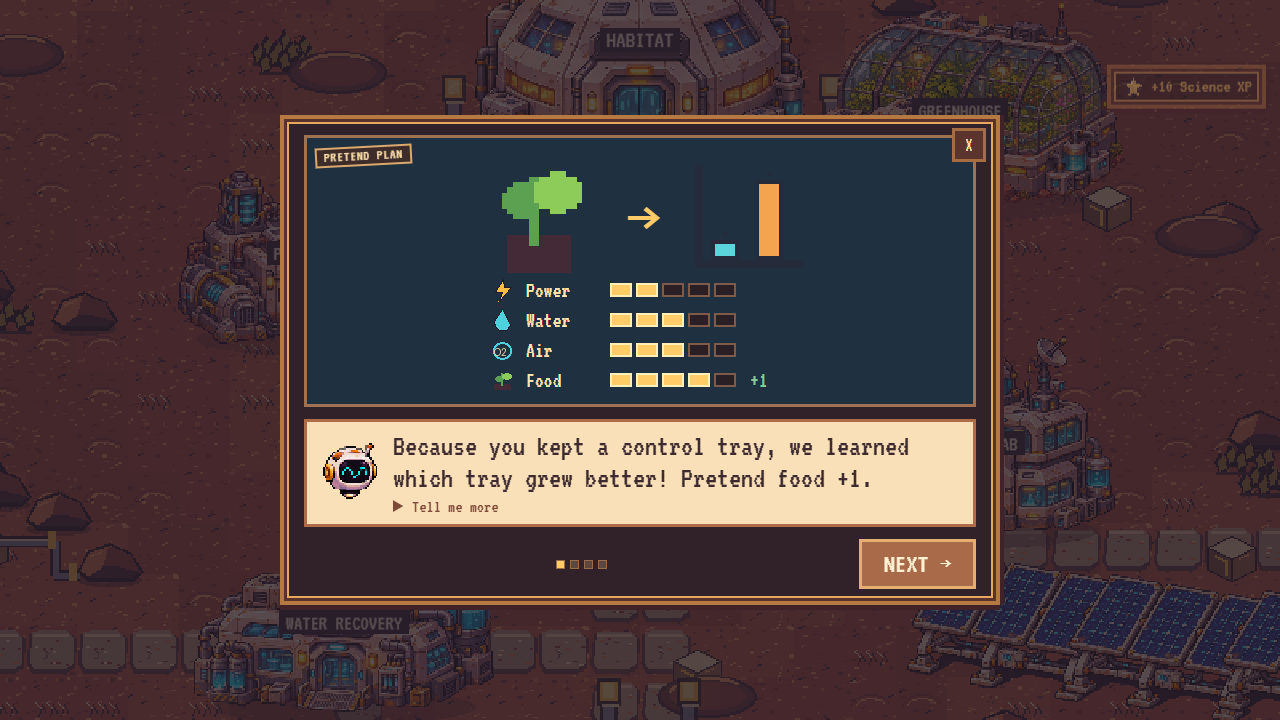 HABITAT
+10 Science XP
GREENHOUSE
X
PRETEND PLAN
Power
Water
O2 Air
Food +1
Because you kept a control tray, we learned
which tray grew better! Pretend food +1.
Tell me more
NEXT
WATER RECOVERY